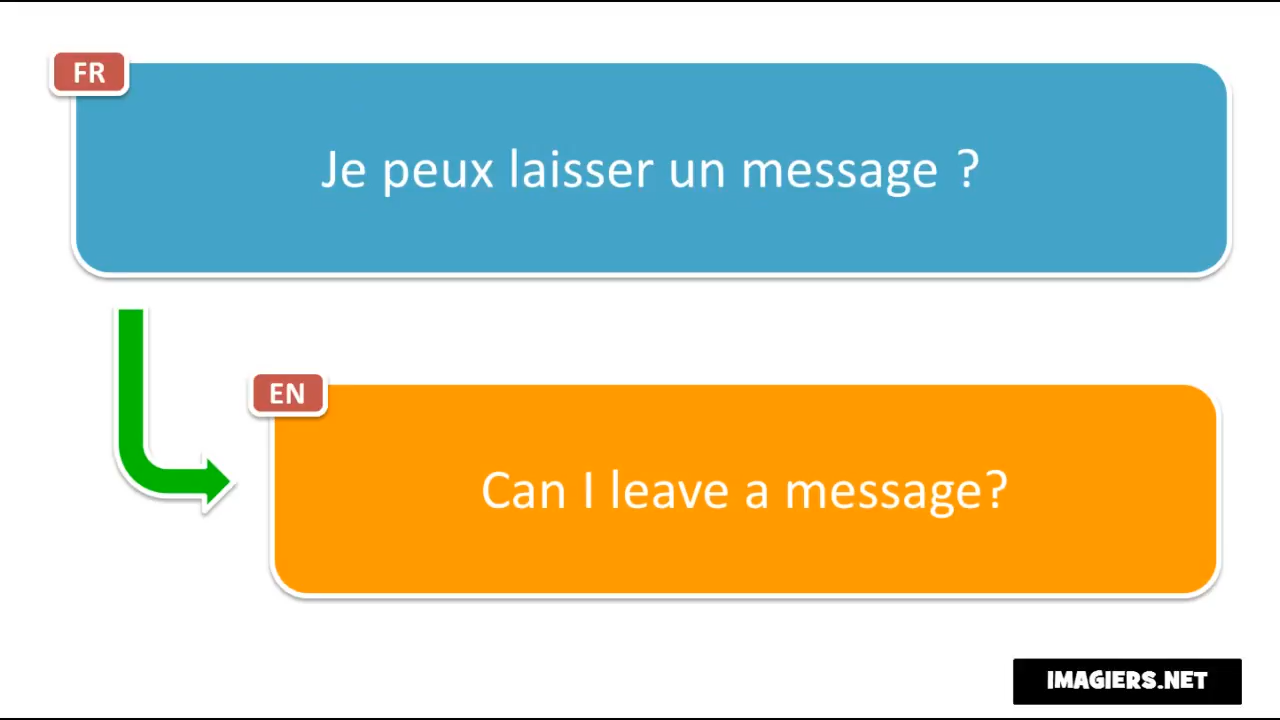 FR
Je peux laisser un message ?
EN
Can I leave a message?
IMAGIERS.NET